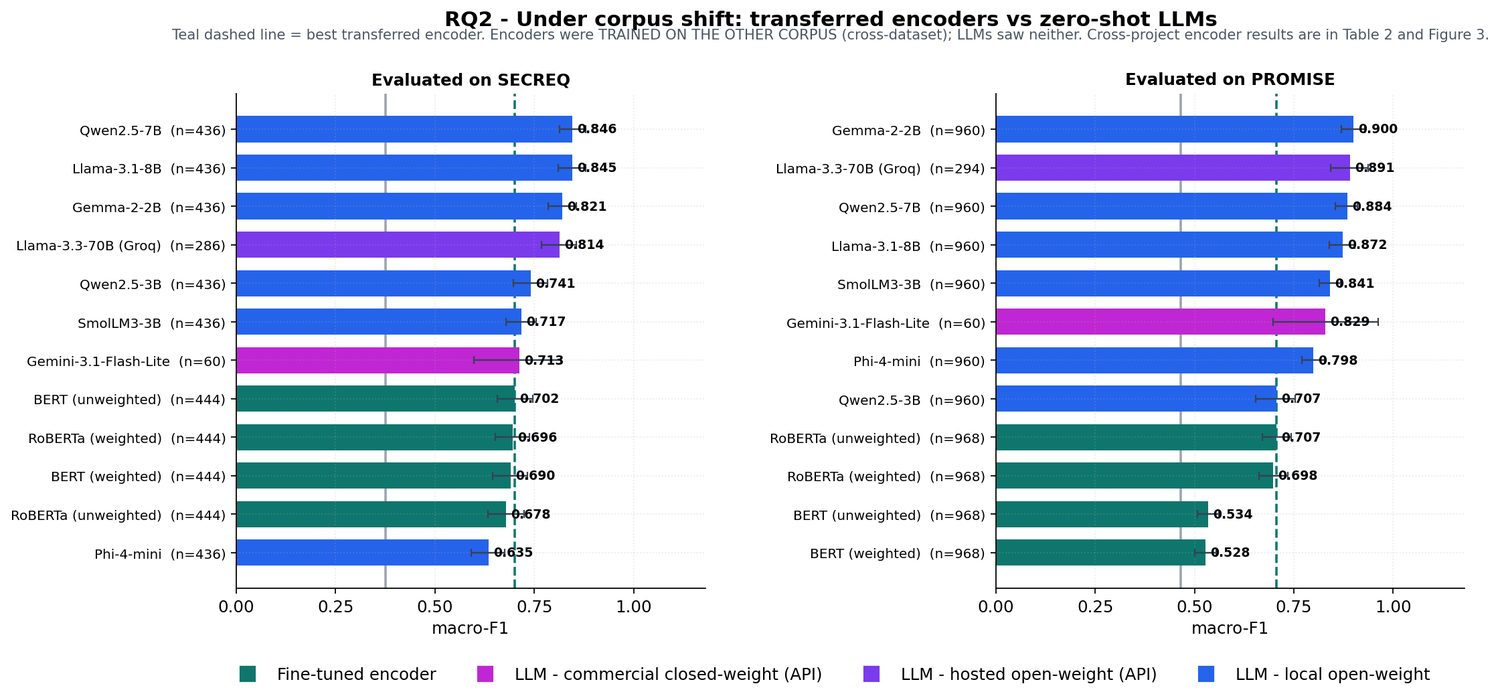 RQ2 - Under corpus shift: transferred encoders vs zero-shot LLMs
Teal dashed line = best transferred encoder. Encoders were TRAINED ON THE OTHER CORPUS (cross-dataset); LLMs saw neither. Cross-project encoder results are in Table 2 and Figure 3.
Evaluated on SECREQ
Qwen2.5-7B (n=436) 0.846
Llama-3.1-8B (n=436) 0.845
Gemma-2-2B (n=436) 0.821
Llama-3.3-70B (Groq) (n=286) 0.814
Qwen2.5-3B (n=436) 0.741
SmolLM3-3B (n=436) 0.717
Gemini-3.1-Flash-Lite (n=60) 0.713
BERT (unweighted) (n=444) 0.702
RoBERTa (weighted) (n=444) 0.696
BERT (weighted) (n=444) 0.690
RoBERTa (unweighted) (n=444) 0.678
Phi-4-mini (n=436) 0.635
0.00 0.25 0.50 0.75 1.00
macro-F1
Evaluated on PROMISE
Gemma-2-2B (n=960) 0.900
Llama-3.3-70B (Groq) (n=294) 0.891
Qwen2.5-7B (n=960) 0.884
Llama-3.1-8B (n=960) 0.872
SmolLM3-3B (n=960) 0.841
Gemini-3.1-Flash-Lite (n=60) 0.829
Phi-4-mini (n=960) 0.798
Qwen2.5-3B (n=960) 0.707
RoBERTa (unweighted) (n=968) 0.707
RoBERTa (weighted) (n=968) 0.698
BERT (unweighted) (n=968) 0.534
BERT (weighted) (n=968) 0.528
0.00 0.25 0.50 0.75 1.00
macro-F1
Fine-tuned encoder LLM - commercial closed-weight (API) LLM - hosted open-weight (API) LLM - local open-weight